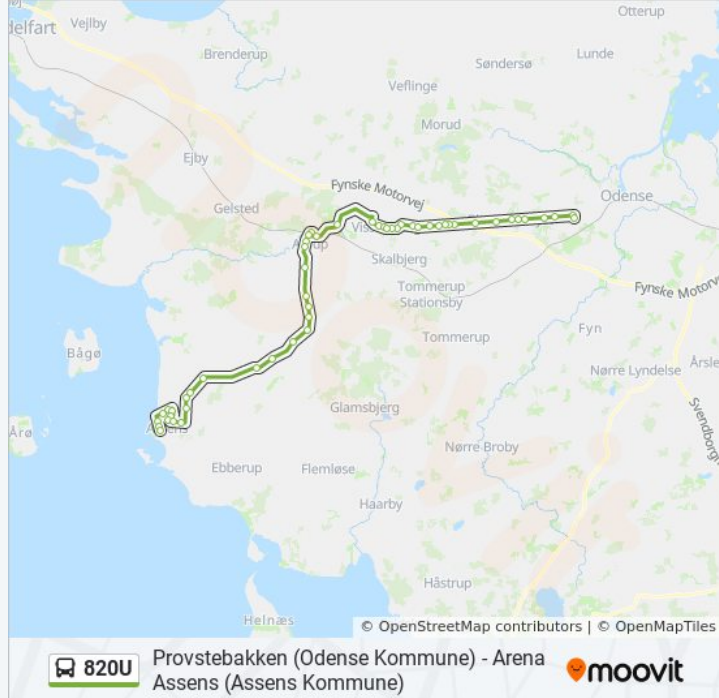 Otterup
Vejlby
delfart
Lunde
Brenderup
Søndersø
Veflinge
Morud
Ejby
Fynske Motorvej
Odense
Gelsted
Skalbjerg
Tommerup
Stationsby
Fynske Motorv
Fyn
Tommerup
Bågø
Nørre Lyndelse
Årsle
Glamsbjerg
Svendborg
Årø
Nørre Broby
Ebberup
Flemløse
Haarby
Håstrup
Helnæs
© OpenStreetMap contributors | © OpenMapTiles
820U
Provstebakken (Odense Kommune) - Arena
Assens (Assens Kommune)
moovit